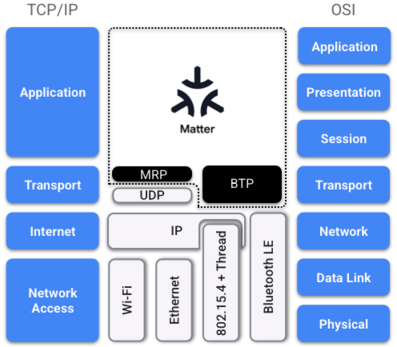 TCP/IP
OSI
Application
Transport
Internet
Network
Access
Matter
MRP
UDP
BTP
IP
Wi-Fi
Ethernet
802.15.4 + Thread
Bluetooth LE
Application
Presentation
Session
Transport
Network
Data Link
Physical